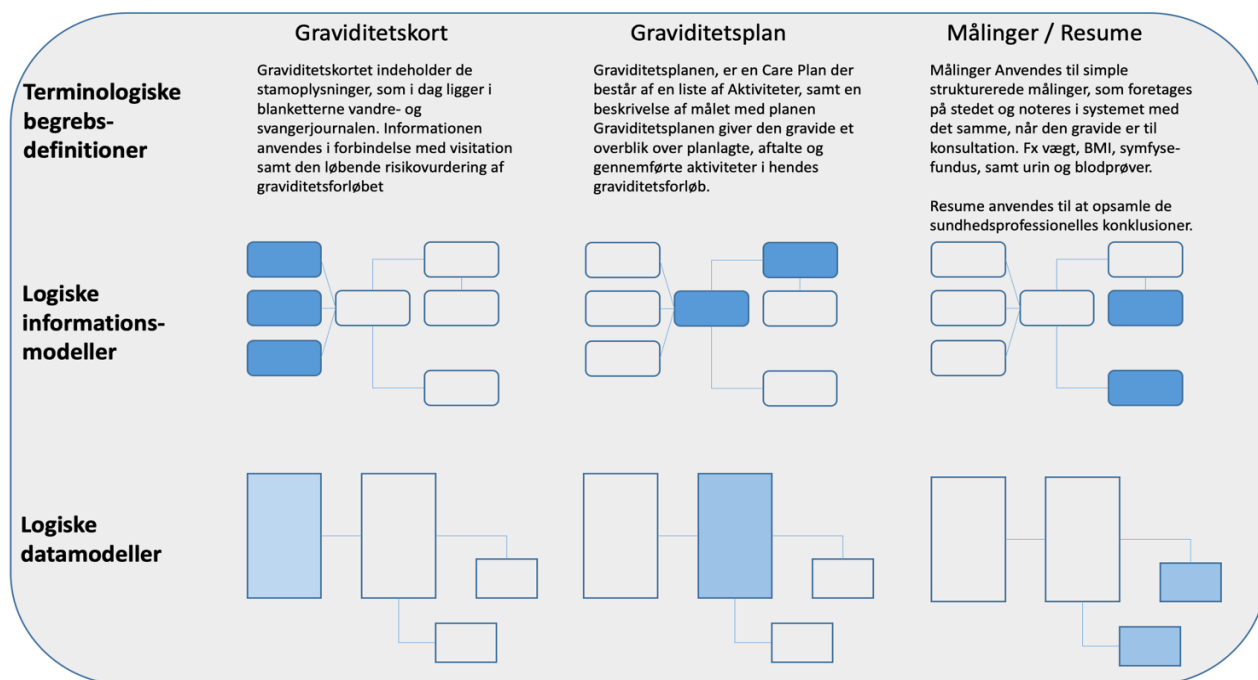 Graviditetskort
Graviditetsplan
Målinger / Resume
Terminologiske
begrebs-
definitioner
Graviditetskortet indeholder de
stamoplysninger, som i dag ligger i
blanketterne vandre- og
svangerjournalen. Informationen
anvendes i forbindelse med visitation
samt den løbende risikovurdering af
graviditetsforløbet
Graviditetsplanen, er en Care Plan der
består af en liste af Aktiviteter, samt en
beskrivelse af målet med planen
Graviditetsplanen giver den gravide et
overblik over planlagte, aftalte og
gennemførte aktiviteter i hendes
graviditetsforløb.
Målinger Anvendes til simple
strukturerede målinger, som foretages
på stedet og noteres i systemet med
det samme, når den gravide er til
konsultation. Fx vægt, BMI, symfyse-
fundus, samt urin og blodprøver.
Resume anvendes til at opsamle de
sundhedsprofessionelles konklusioner.
Logiske
informations-
modeller
Logiske
datamodeller